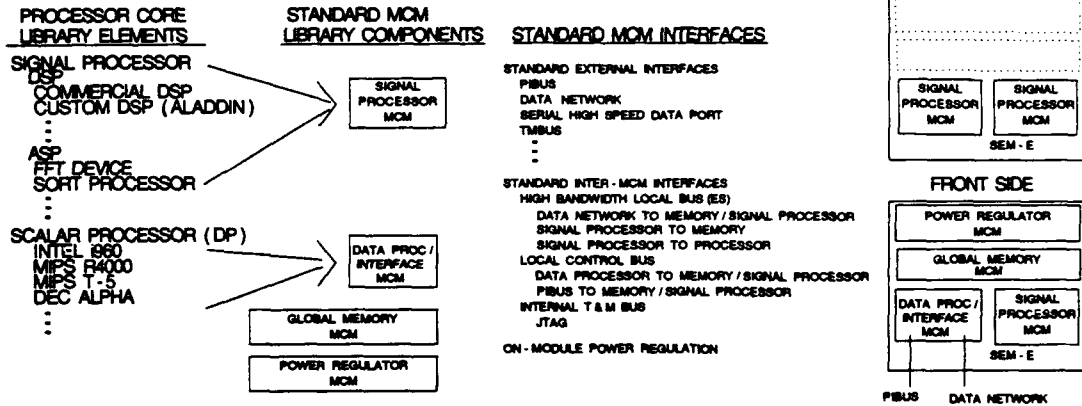 PROCESSOR CORE
LIBRARY ELEMENTS
SIGNAL PROCESSOR
DSP
COMMERCIAL DSP
CUSTOM DSP (ALADDIN)
ASP
FFT DEVICE
SORT PROCESSOR
SCALAR PROCESSOR (DP)
INTEL i960
MIPS R4000
MIPS T-5
DEC ALPHA
STANDARD MCM
LIBRARY COMPONENTS
SIGNAL
PROCESSOR
MCM
DATA PROC /
INTERFACE
MCM
GLOBAL MEMORY
MCM
POWER REGULATOR
MCM
STANDARD MCM INTERFACES
STANDARD EXTERNAL INTERFACES
PIBUS
DATA NETWORK
SERIAL HIGH SPEED DATA PORT
TMBUS
STANDARD INTER - MCM INTERFACES
HIGH BANDWIDTH LOCAL BUS (ES)
DATA NETWORK TO MEMORY / SIGNAL PROCESSOR
SIGNAL PROCESSOR TO MEMORY
SIGNAL PROCESSOR TO PROCESSOR
LOCAL CONTROL BUS
DATA PROCESSOR TO MEMORY / SIGNAL PROCESSOR
PIBUS TO MEMORY / SIGNAL PROCESSOR
INTERNAL T & M BUS
JTAG
ON - MODULE POWER REGULATION
SIGNAL
PROCESSOR
MCM
SIGNAL
PROCESSOR
MCM
SEM - E
FRONT SIDE
POWER REGULATOR
MCM
GLOBAL MEMORY
MCM
DATA PROC /
INTERFACE
MCM
SIGNAL
PROCESSOR
MCM
SEM - E
PIBUS
DATA NETWORK